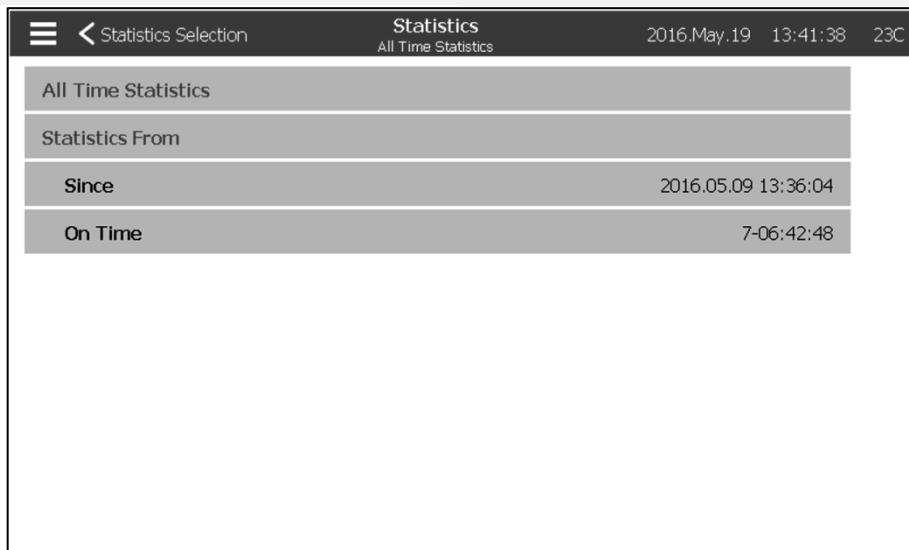 Statistics Selection
Statistics
All Time Statistics
2016.May.19 13:41:38 23C
All Time Statistics
Statistics From
Since 2016.05.09 13:36:04
On Time 7-06:42:48